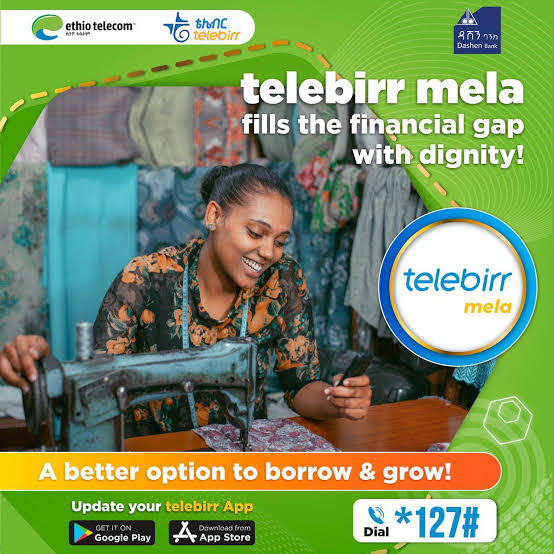 ethio telecom
ኢትዮ ቴሌኮም
ቴሌብር
telebirr
ዳሸን ባንክ
Dashen Bank
telebirr mela
fills the financial gap
with dignity!
telebirr
mela
A better option to borrow & grow!
Update your telebirr App
GET IT ON
Google Play
Download from
App Store
Dial *127#